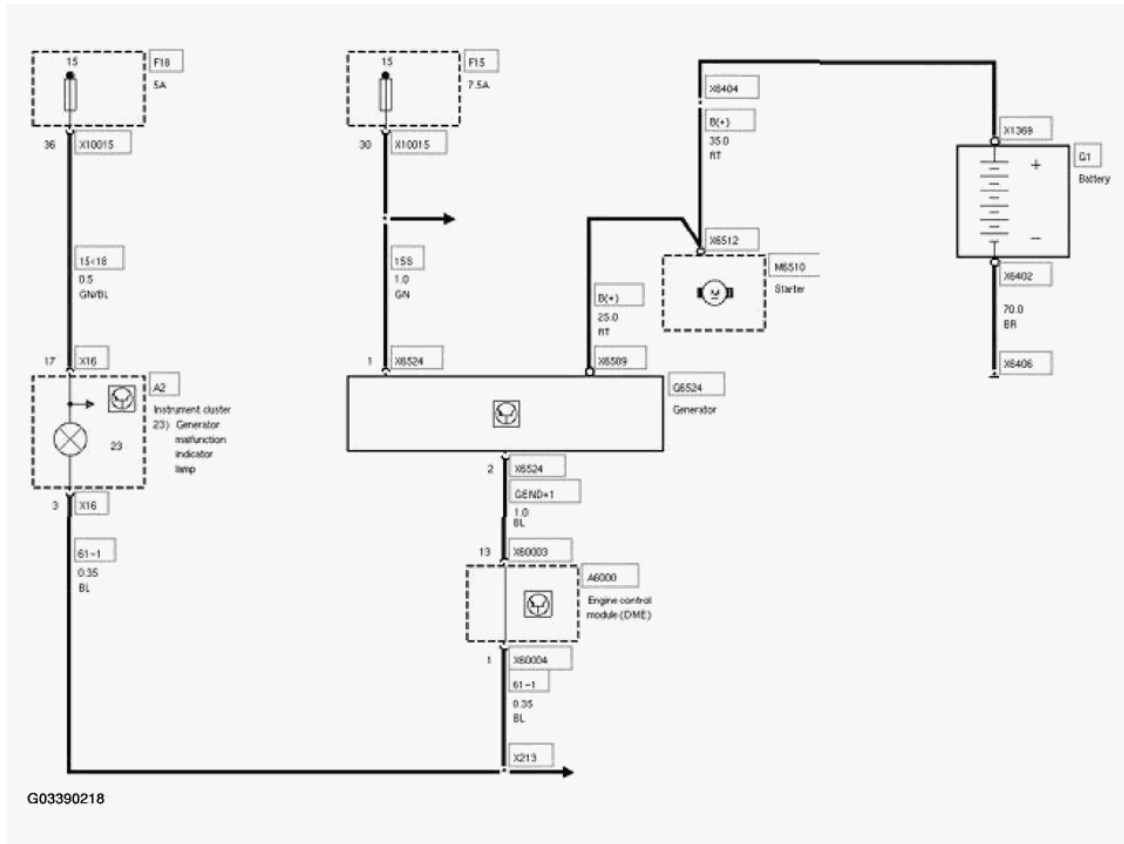 15
F18
5A
36
X10015
15<18
0.5
GN/BL
17
X16
A2
Instrument cluster
23) Generator
malfunction
indicator
lamp
23
3
X16
61-1
0.35
BL
15
F15
7.5A
30
X10015
15S
1.0
GN
1
X6524
B(+)
25.0
RT
X6509
G6524
Generator
X6404
B(+)
35.0
RT
X6512
M6510
Starter
M
X1369
G1
Battery
+
-
X6402
70.0
BR
X6406
2
X6524
GEND+1
1.0
BL
13
X60003
A6000
Engine control
module (DME)
1
X60004
61-1
0.35
BL
X213
G03390218